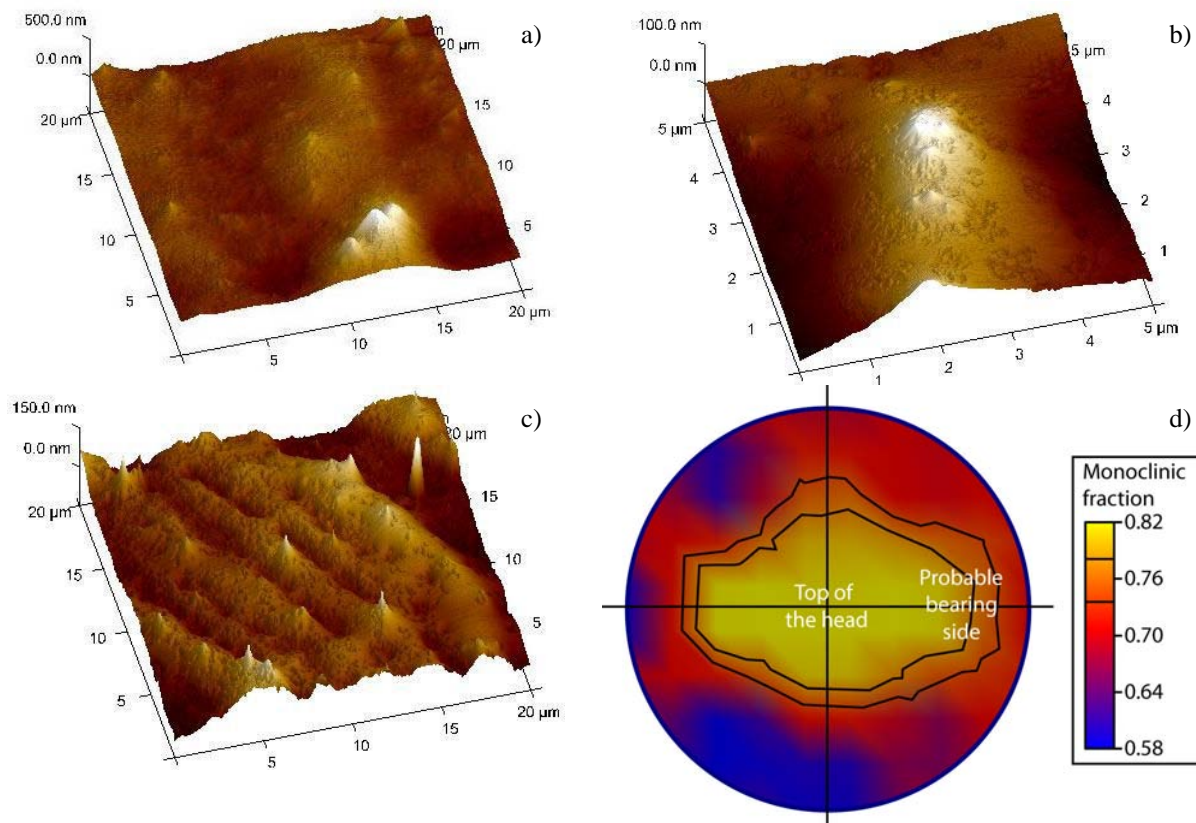 500.0 nm
0.0 nm
20 µm
15
10
5
5
10
15
20 µm
5
10
15
20 µm
a)
100.0 nm
0.0 nm
5 µm
4
3
2
1
1
2
3
4
5 µm
1
2
3
4
5 µm
b)
150.0 nm
0.0 nm
20 µm
15
10
5
5
10
15
20 µm
5
10
15
20 µm
c)
d)
Top of
the head
Probable
bearing
side
Monoclinic
fraction
0.82
0.76
0.70
0.64
0.58